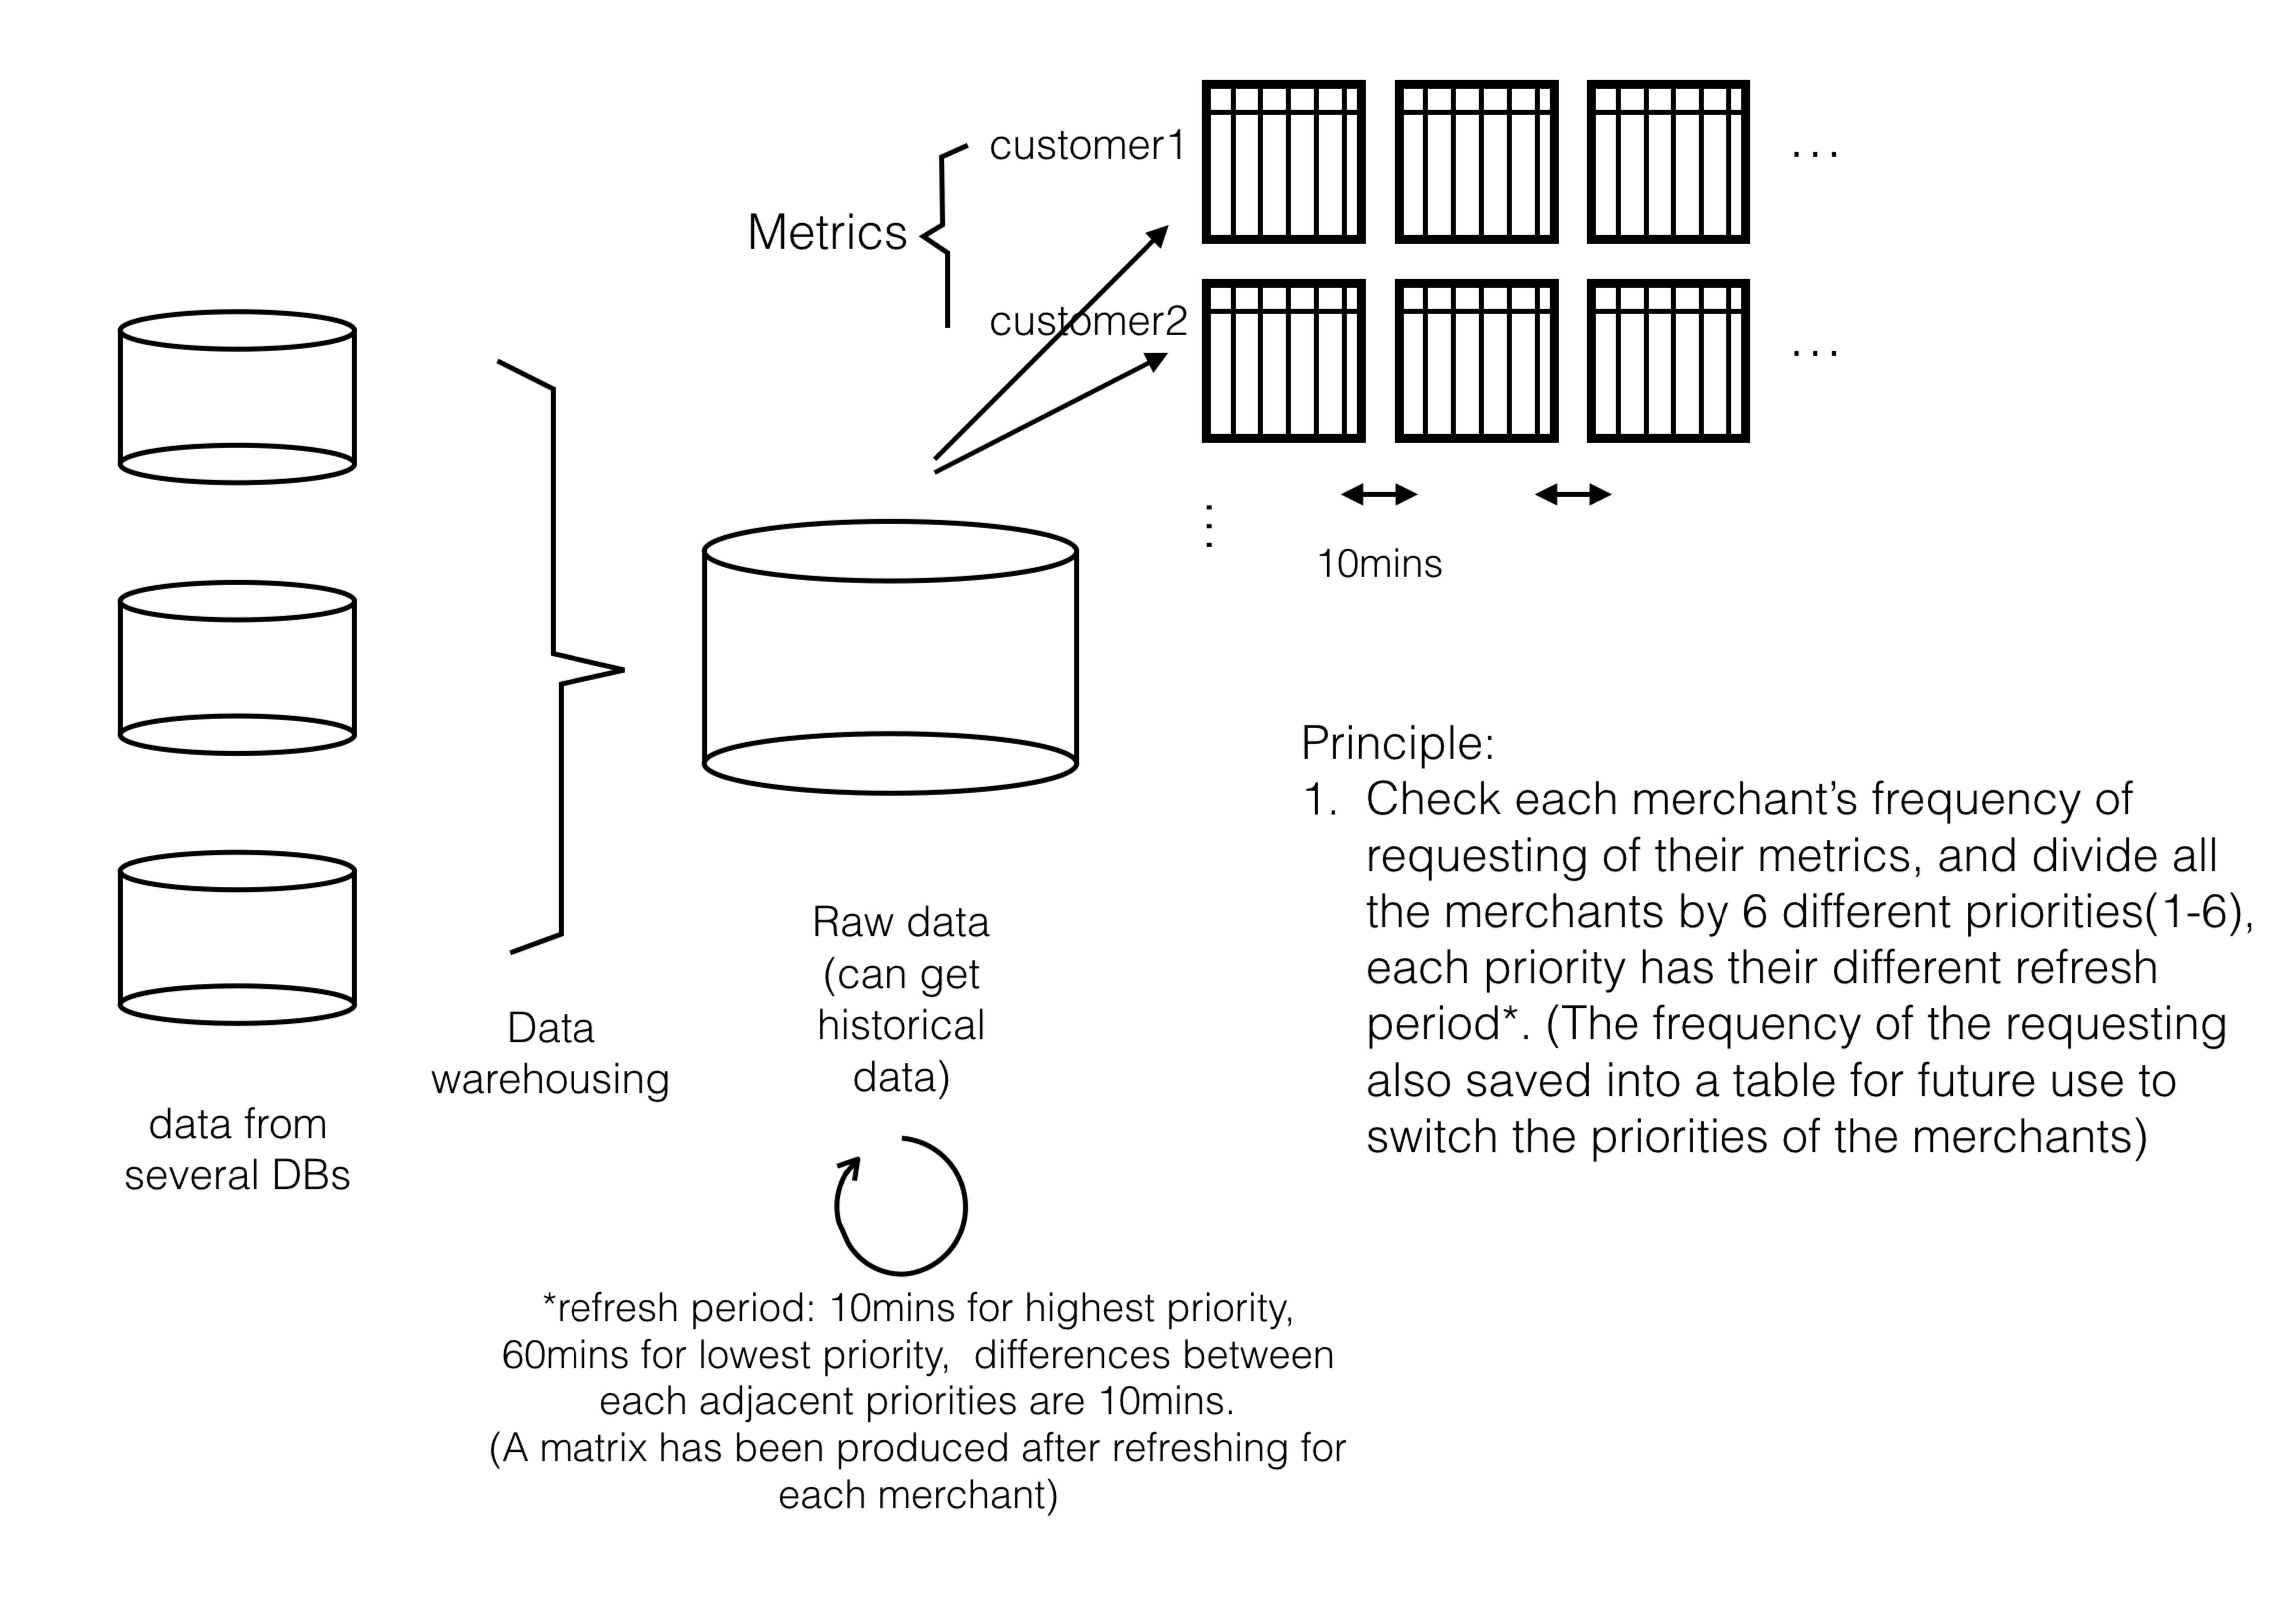 customer1
...
Metrics
customer2
...
10mins
Principle:
1. Check each merchant’s frequency of
requesting of their metrics, and divide all
the merchants by 6 different priorities(1-6),
each priority has their different refresh
period*. (The frequency of the requesting
also saved into a table for future use to
switch the priorities of the merchants)
Raw data
(can get
historical
data)
Data
warehousing
data from
several DBs
*refresh period: 10mins for highest priority,
60mins for lowest priority,  differences between
each adjacent priorities are 10mins.
(A matrix has been produced after refreshing for
each merchant)